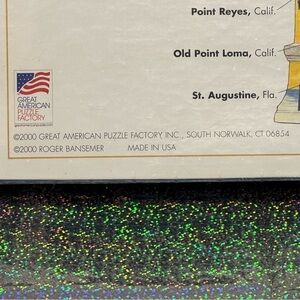 Point Reyes, Calif.
Old Point Loma, Calif.
St. Augustine, Fla.
GREAT
AMERICAN
PUZZLE
FACTORY
©2000 GREAT AMERICAN PUZZLE FACTORY INC., SOUTH NORWALK, CT 06854
©2000 ROGER BANSEMER MADE IN USA